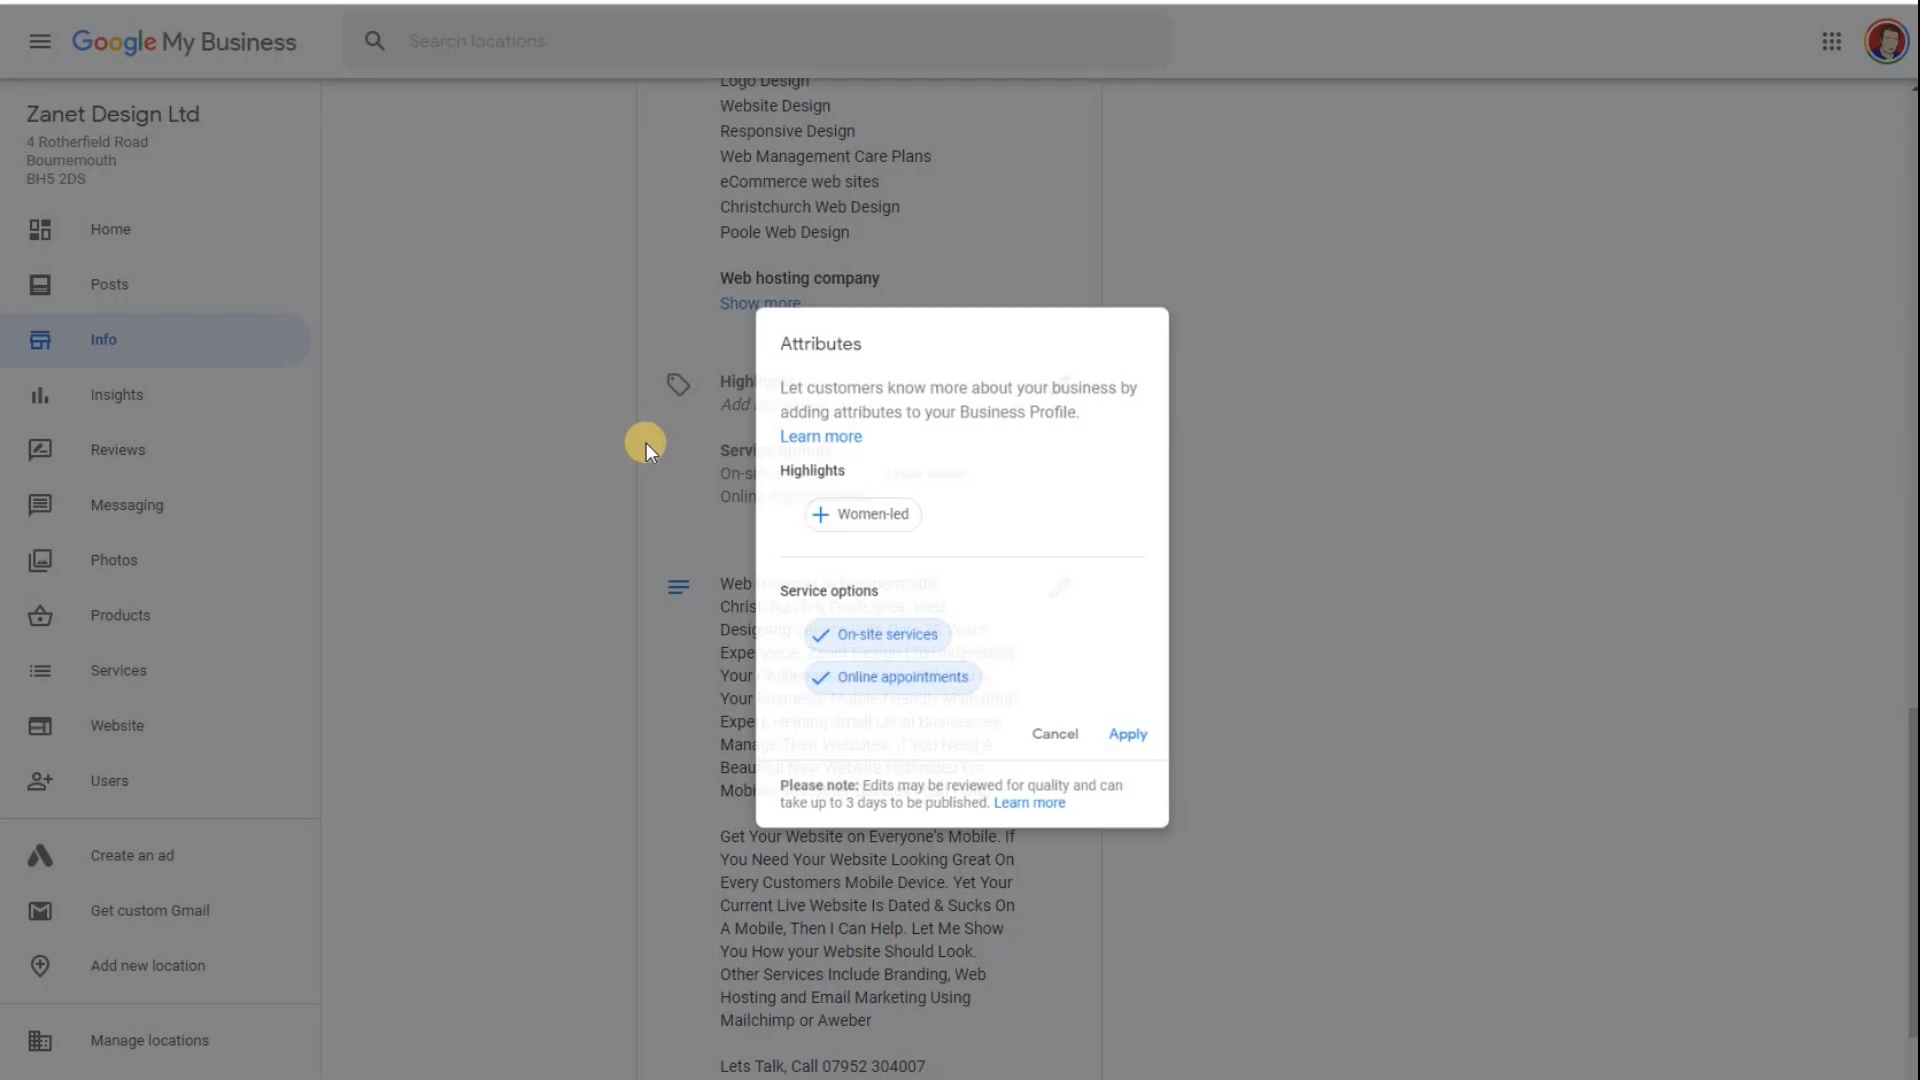 Google My Business
Search locations
Zanet Design Ltd
4 Rotherfield Road
Bournemouth
BH5 2DS
Home
Posts
Info
Insights
Reviews
Messaging
Photos
Products
Services
Website
Users
Create an ad
Get custom Gmail
Add new location
Manage locations
Logo Design
Website Design
Responsive Design
Web Management Care Plans
eCommerce web sites
Christchurch Web Design
Poole Web Design
Web hosting company
Show more
Attributes
Let customers know more about your business by
adding attributes to your Business Profile.
Learn more
Highlights
Women-led
Service options
On-site services
Online appointments
Cancel
Apply
Please note: Edits may be reviewed for quality and can
take up to 3 days to be published. Learn more
Get Your Website on Everyone's Mobile. If
You Need Your Website Looking Great On
Every Customers Mobile Device. Yet Your
Current Live Website Is Dated & Sucks On
A Mobile, Then I Can Help. Let Me Show
You How your Website Should Look.
Other Services Include Branding, Web
Hosting and Email Marketing Using
Mailchimp or Aweber
Lets Talk, Call 07952 304007